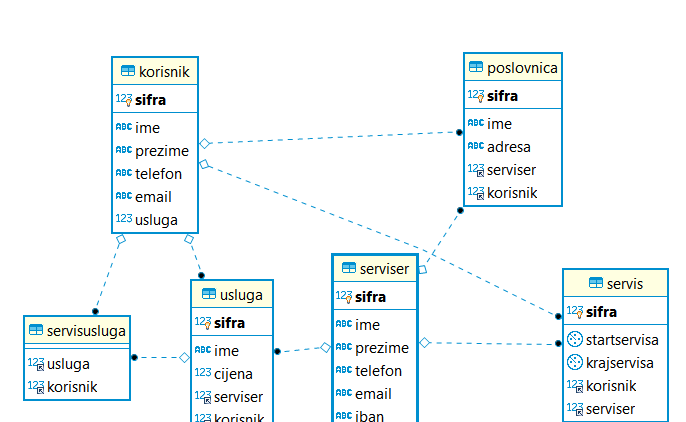 korisnik
123 sifra
ABC ime
ABC prezime
ABC telefon
ABC email
123 usluga
poslovnica
123 sifra
ABC ime
ABC adresa
123 serviser
123 korisnik
servisusluga
123 usluga
123 korisnik
usluga
123 sifra
ABC ime
123 cijena
123 serviser
123 korisnik
serviser
123 sifra
ABC ime
ABC prezime
ABC telefon
ABC email
ABC iban
servis
123 sifra
startservisa
krajservisa
123 korisnik
123 serviser